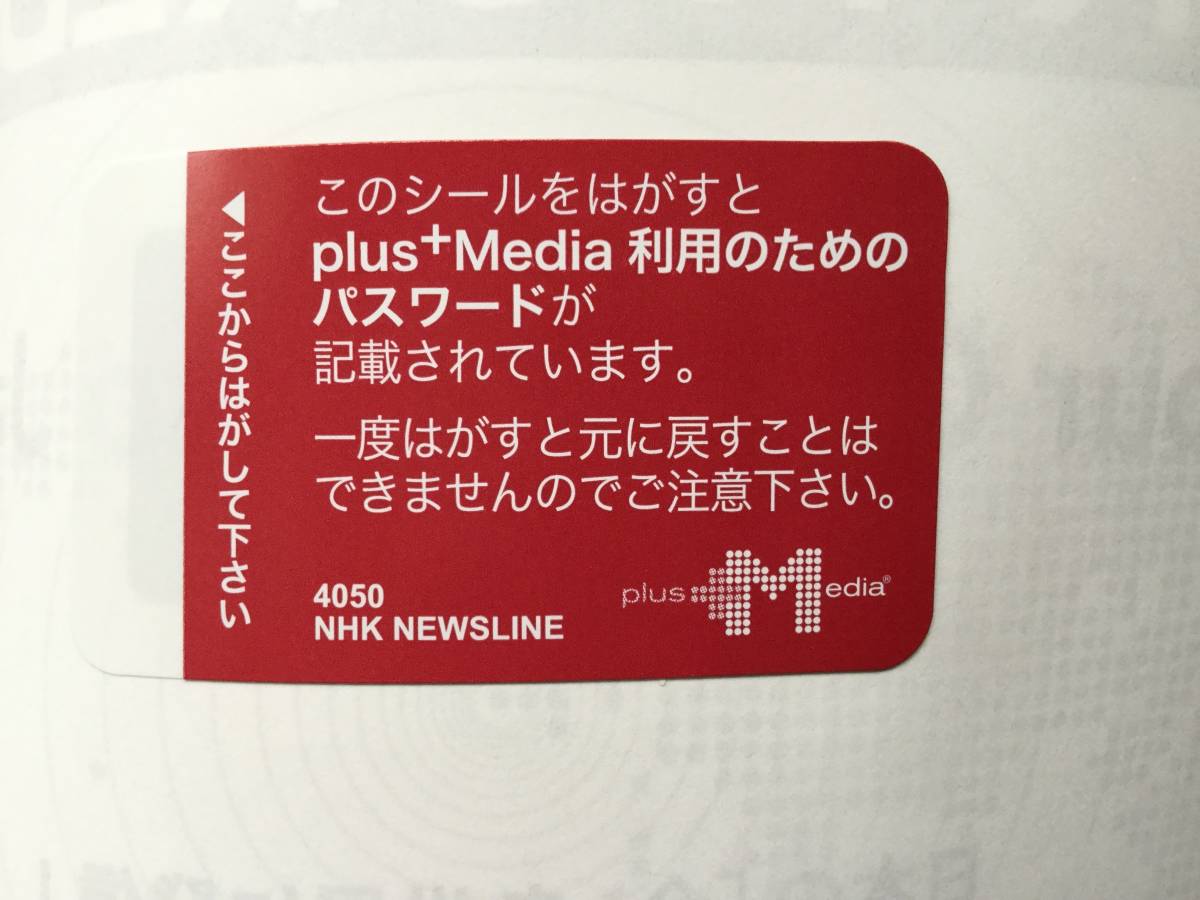 ◀ここからはがして下さい
このシールをはがすと
plus+Media 利用のための
パスワードが
記載されています。
一度はがすと元に戻すことは
できませんのでご注意下さい。
4050
NHK NEWSLINE
plus Media®